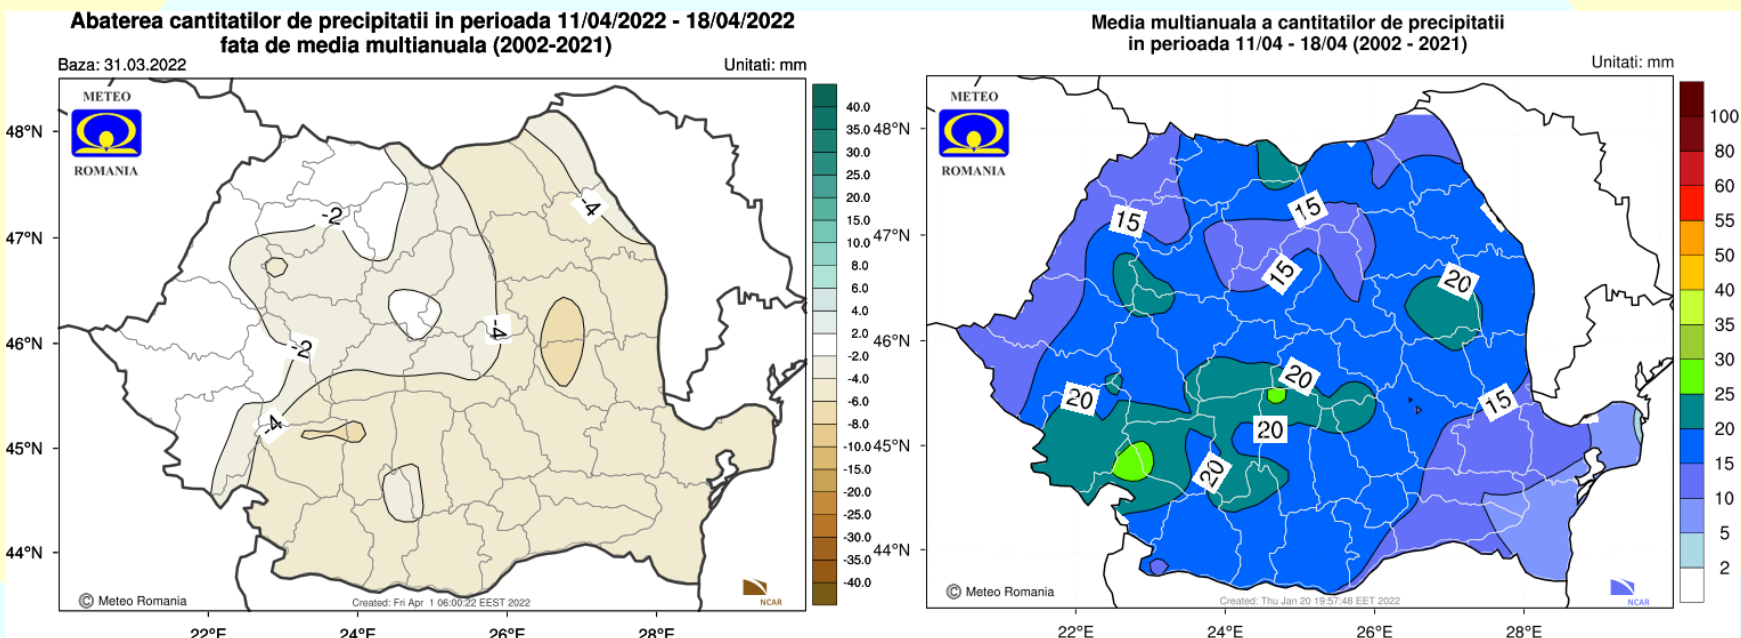 Abaterea cantitatilor de precipitatii in perioada 11/04/2022 - 18/04/2022
fata de media multianuala (2002-2021)
Baza: 31.03.2022
Unitati: mm
METEO
ROMANIA
48°N
47°N
46°N
45°N
44°N
-2
-4
-4
-2
-4
40.0
35.0
30.0
25.0
20.0
15.0
10.0
8.0
6.0
4.0
2.0
-2.0
-4.0
-6.0
-8.0
-10.0
-15.0
-20.0
-25.0
-30.0
-35.0
-40.0
© Meteo Romania
Created: Fri Apr 1 06:00:22 EEST 2022
NCAR
22°E
24°E
26°E
28°E
Media multianuala a cantitatilor de precipitatii
in perioada 11/04 - 18/04 (2002 - 2021)
Unitati: mm
METEO
ROMANIA
48°N
47°N
46°N
45°N
44°N
15
15
15
20
20
20
15
20
20
100
80
60
55
50
40
35
30
25
20
15
10
5
2
© Meteo Romania
Created: Thu Jan 20 19:57:48 EET 2022
NCAR
22°E
24°E
26°E
28°E